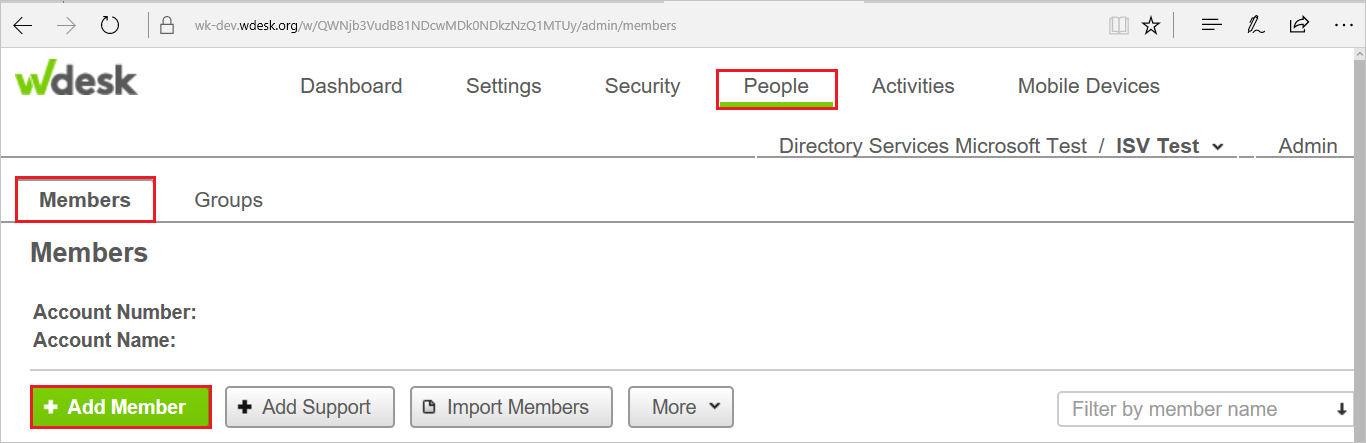 wk-dev.wdesk.org/w/QWNjb3VudB81NDcwMDk0NDkzNzQ1MTUy/admin/members
wdesk
Dashboard Settings Security People Activities Mobile Devices
Directory Services Microsoft Test / ISV Test Admin
Members Groups
Members
Account Number:
Account Name:
Add Member Add Support Import Members More Filter by member name